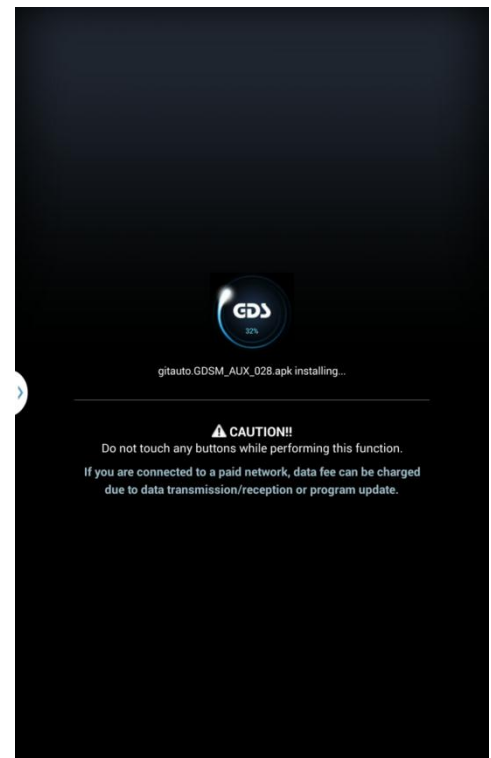 GDS
32%
gitauto.GDSM_AUX_028.apk installing...
CAUTION!!
Do not touch any buttons while performing this function.
If you are connected to a paid network, data fee can be charged
due to data transmission/reception or program update.